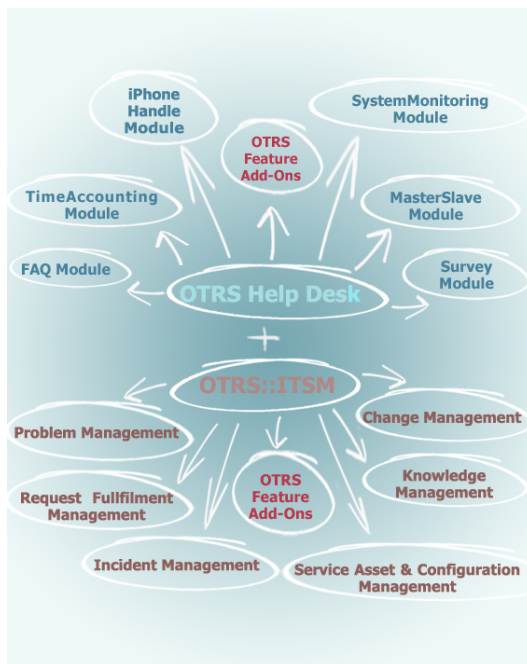 iPhone
Handle
Module
SystemMonitoring
Module
OTRS
Feature
Add-Ons
TimeAccounting
Module
MasterSlave
Module
FAQ Module
Survey
Module
OTRS Help Desk
+
OTRS::ITSM
Problem Management
Change Management
Request Fullfilment
Management
OTRS
Feature
Add-Ons
Knowledge
Management
Incident Management
Service Asset & Configuration
Management